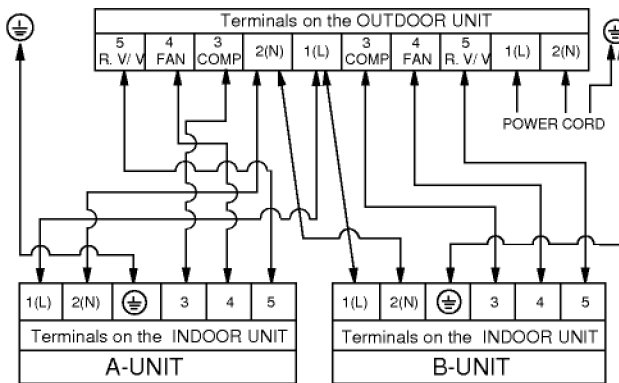 Terminals on the OUTDOOR UNIT
5 4 3 2(N) 1(L) 3 4 5 1(L) 2(N)
R. V/ V FAN COMP COMP FAN R. V/ V
POWER CORD
1(L) 2(N) 3 4 5
Terminals on the INDOOR UNIT
A-UNIT
1(L) 2(N) 3 4 5
Terminals on the INDOOR UNIT
B-UNIT